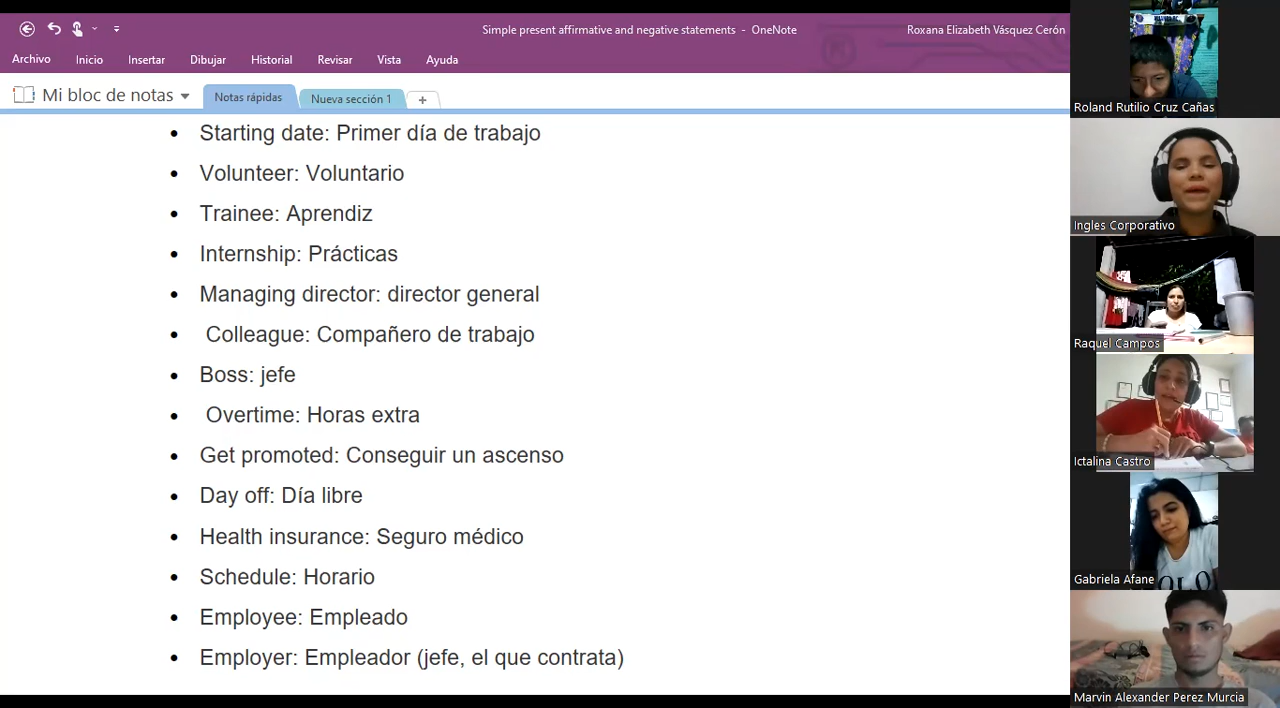 Simple present affirmative and negative statements - OneNote
Roxana Elizabeth Vásquez Cerón
Archivo Inicio Insertar Dibujar Historial Revisar Vista Ayuda
Mi bloc de notas
Notas rápidas
Nueva sección 1
+
• Starting date: Primer día de trabajo
• Volunteer: Voluntario
• Trainee: Aprendiz
• Internship: Prácticas
• Managing director: director general
• Colleague: Compañero de trabajo
• Boss: jefe
• Overtime: Horas extra
• Get promoted: Conseguir un ascenso
• Day off: Día libre
• Health insurance: Seguro médico
• Schedule: Horario
• Employee: Empleado
• Employer: Empleador (jefe, el que contrata)
Roland Rutilio Cruz Cañas
Ingles Corporativo
Raquel Campos
Ictalina Castro
Gabriela Afane
Marvin Alexander Perez Murcia